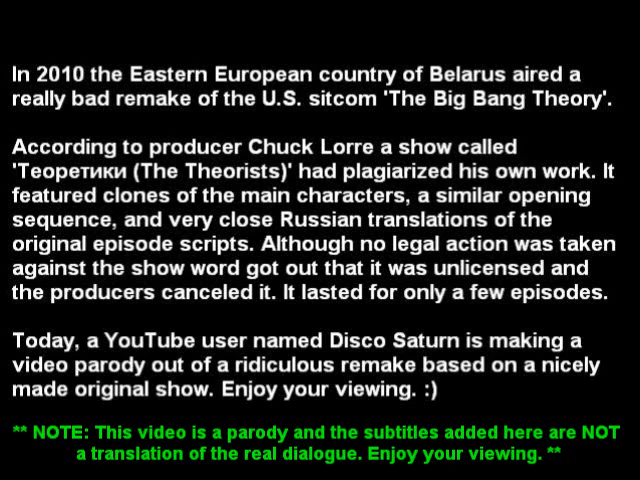 In 2010 the Eastern European country of Belarus aired a
really bad remake of the U.S. sitcom 'The Big Bang Theory'.
According to producer Chuck Lorre a show called
'Теоретики (The Theorists)' had plagiarized his own work. It
featured clones of the main characters, a similar opening
sequence, and very close Russian translations of the
original episode scripts. Although no legal action was taken
against the show word got out that it was unlicensed and
the producers canceled it. It lasted for only a few episodes.
Today, a YouTube user named Disco Saturn is making a
video parody out of a ridiculous remake based on a nicely
made original show. Enjoy your viewing. :)
** NOTE: This video is a parody and the subtitles added here are NOT
a translation of the real dialogue. Enjoy your viewing. **